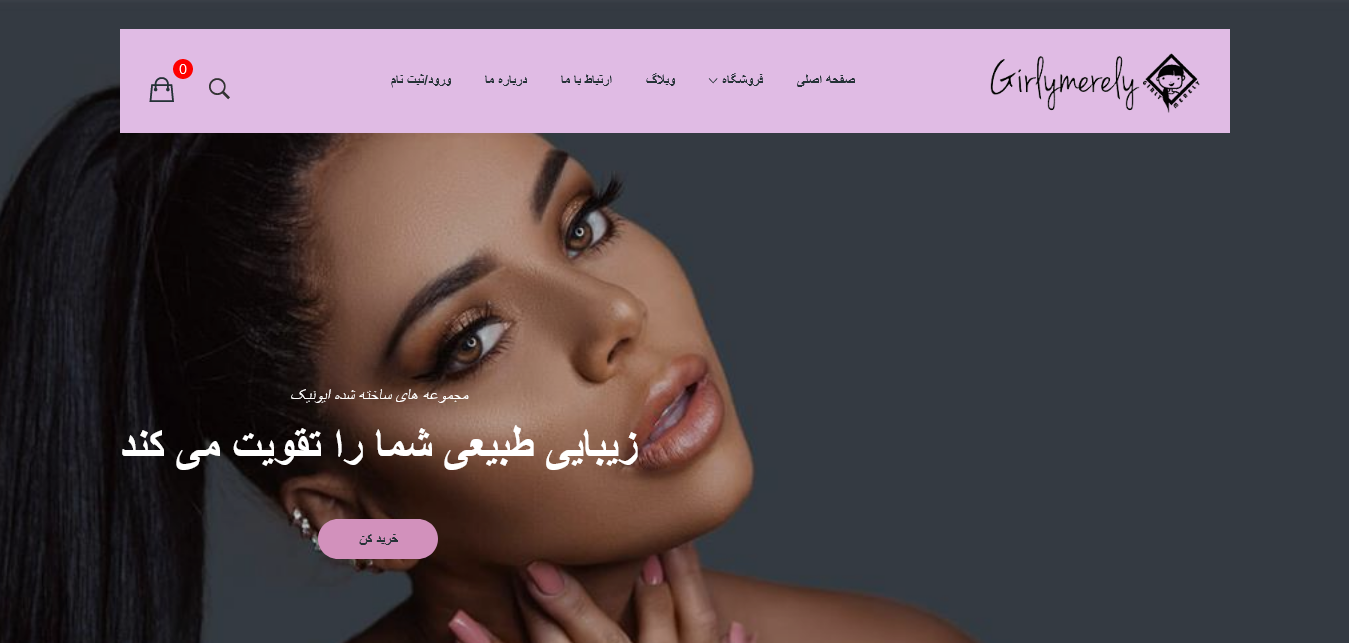 Girlymerely
صفحه اصلی
فروشگاه
وبلاگ
ارتباط با ما
درباره ما
ورود/ثبت نام
0
مجموعه های ساخته شده ایونیک
زیبایی طبیعی شما را تقویت می کند
خرید کن